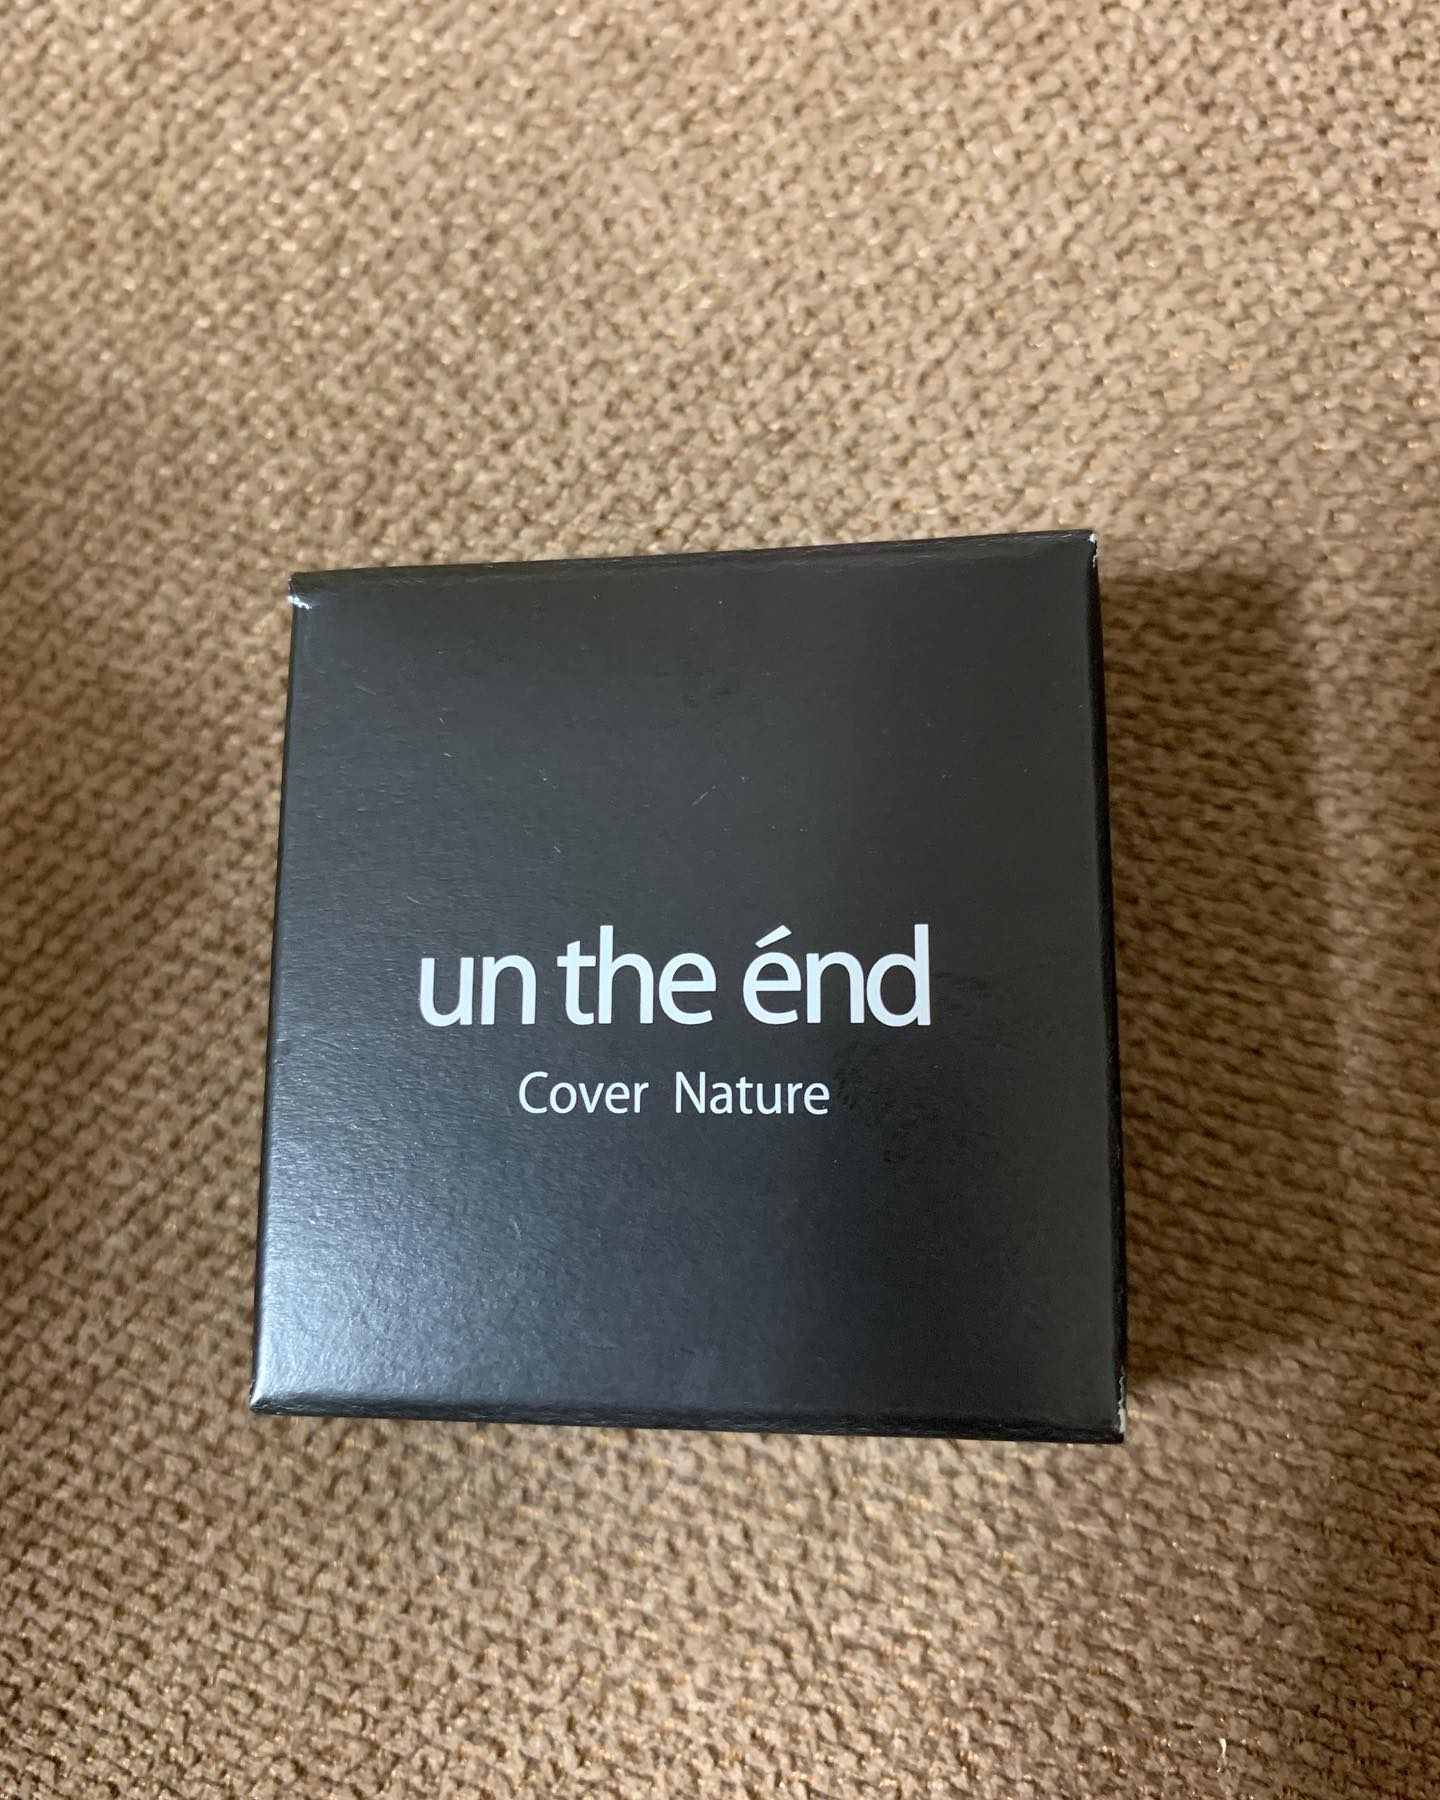 un the énd
Cover Nature